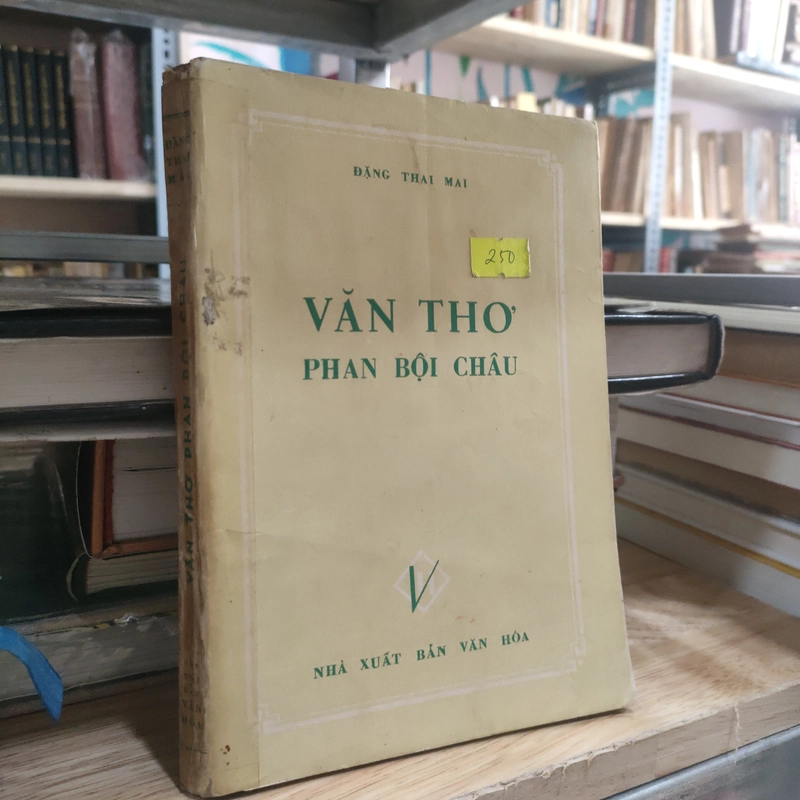 ĐẶNG THAI MAI
250
VĂN THƠ
PHAN BỘI CHÂU
V
NHÀ XUẤT BẢN VĂN HÓA
VĂN THƠ PHAN BỘI CHÂU